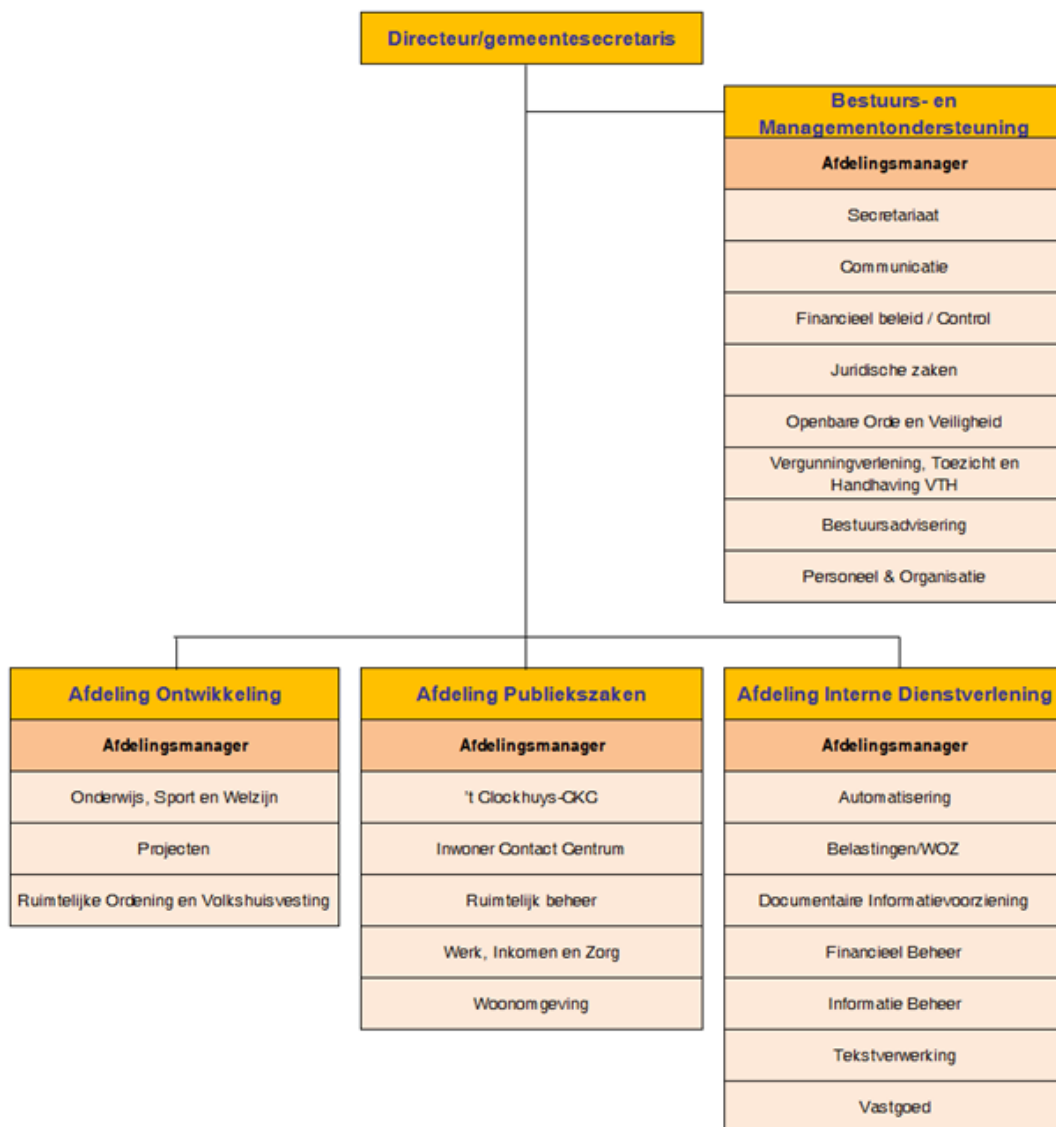 Directeur/gemeentesecretaris
Bestuurs- en
Managementondersteuning
Afdelingsmanager
Secretariaat
Communicatie
Financieel beleid / Control
Juridische zaken
Openbare Orde en Veiligheid
Vergunningverlening, Toezicht en
Handhaving VTH
Bestuursadvisering
Personeel & Organisatie
Afdeling Ontwikkeling
Afdelingsmanager
Onderwijs, Sport en Welzijn
Projecten
Ruimtelijke Ordening en Volkshuisvesting
Afdeling Publiekszaken
Afdelingsmanager
't Clockhuys-CKC
Inwoner Contact Centrum
Ruimtelijk beheer
Werk, Inkomen en Zorg
Woonomgeving
Afdeling Interne Dienstverlening
Afdelingsmanager
Automatisering
Belastingen/WOZ
Documentaire Informatievoorziening
Financieel Beheer
Informatie Beheer
Tekstverwerking
Vastgoed